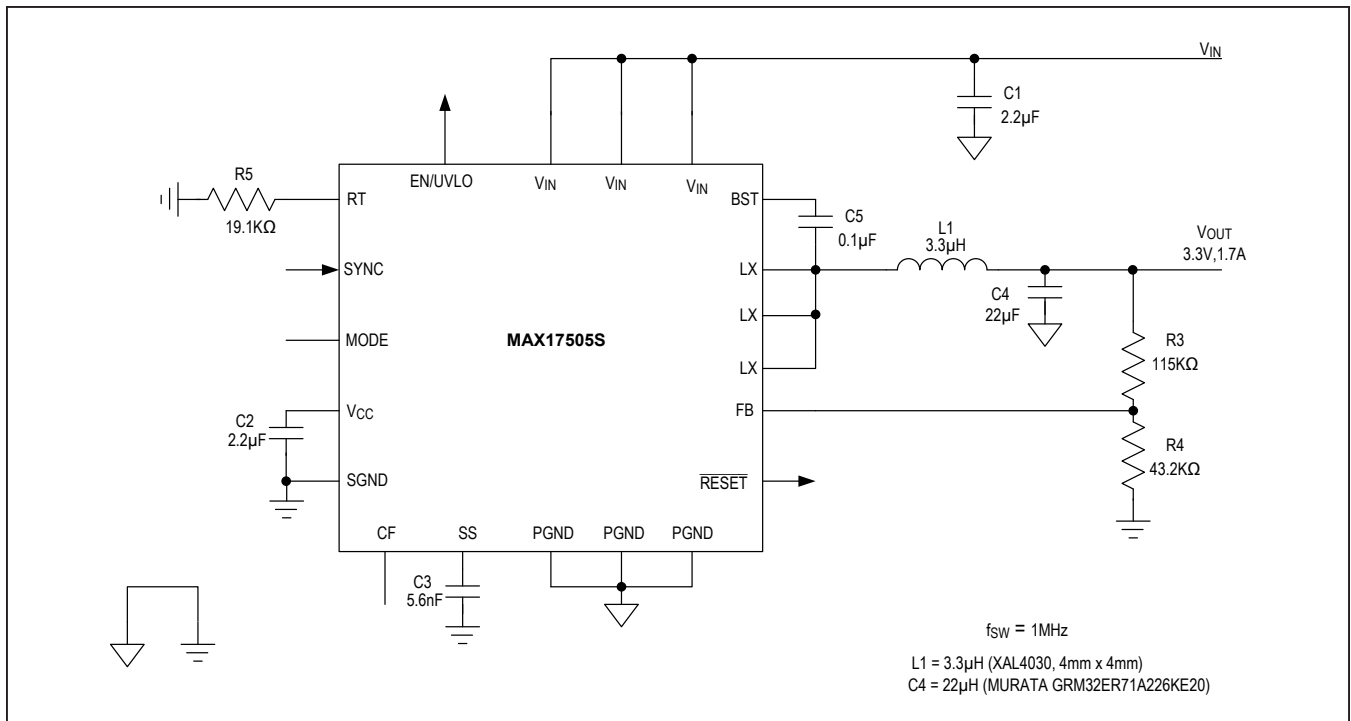 VIN
C1
2.2µF
R5
19.1KΩ
EN/UVLO
VIN
VIN
VIN
RT
BST
C5
0.1µF
L1
3.3µH
VOUT
3.3V,1.7A
SYNC
LX
C4
22µF
LX
MODE
MAX17505S
R3
115KΩ
LX
C2
2.2µF
VCC
FB
R4
43.2KΩ
SGND
RESET
CF
SS
PGND
PGND
PGND
C3
5.6nF
fSW = 1MHz
L1 = 3.3µH (XAL4030, 4mm x 4mm)
C4 = 22µH (MURATA GRM32ER71A226KE20)